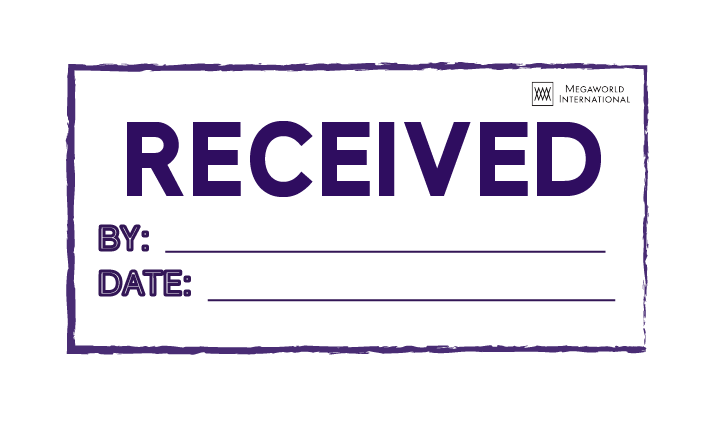 MEGAWORLD
INTERNATIONAL
RECEIVED
BY:
DATE: